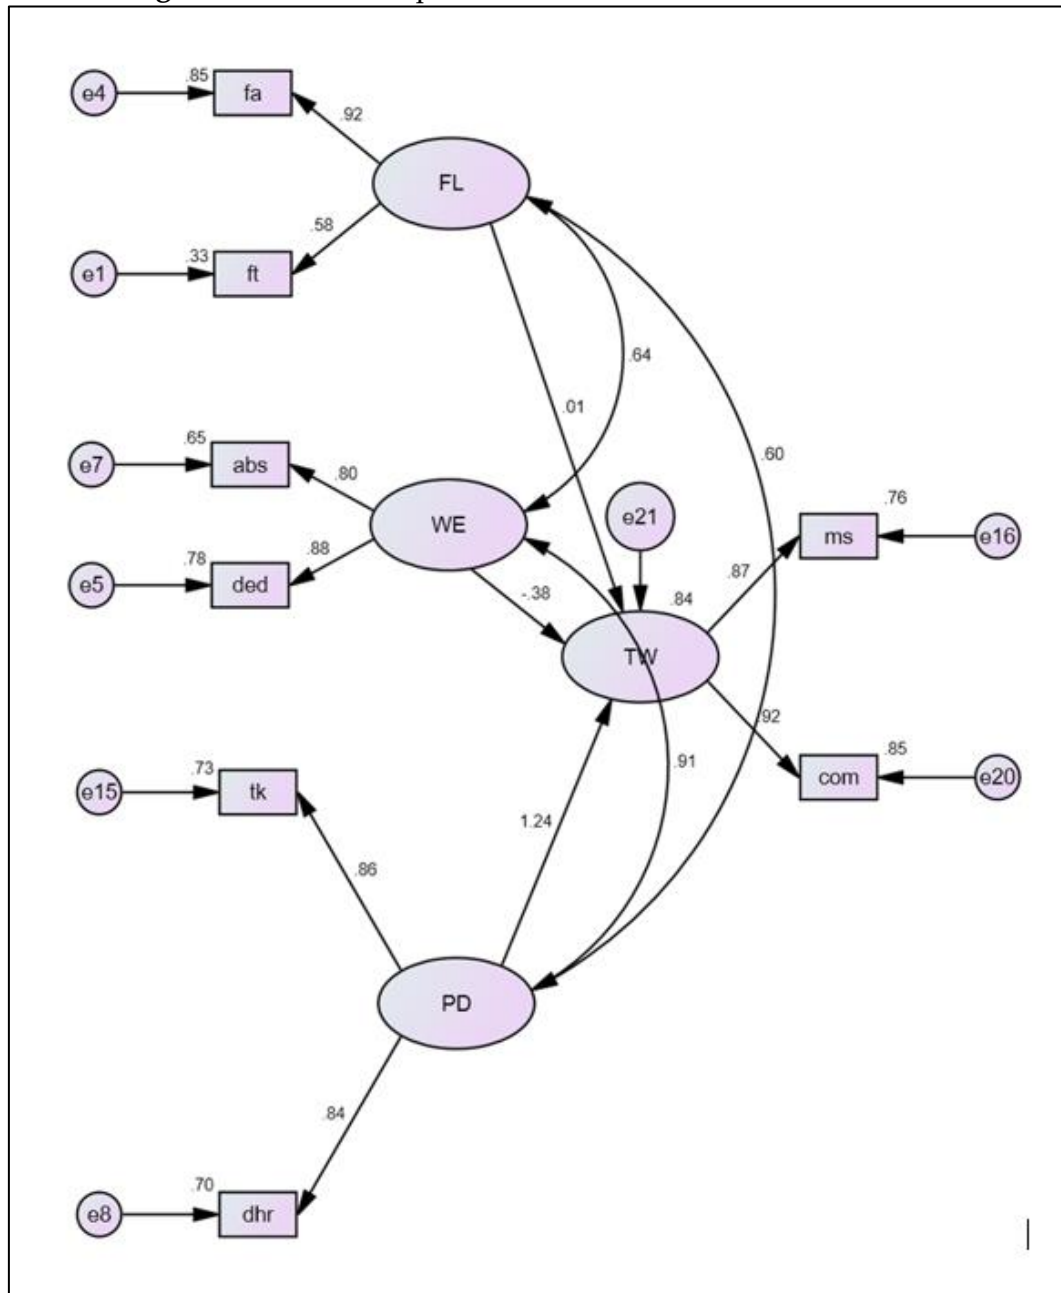 .85
e4
fa
.92
FL
.58
.33
e1
ft
.64
.01
.60
.65
e7
abs
.80
WE
.76
e21
ms
e16
.88
.78
e5
ded
.87
-.38
.84
TW
.92
.91
.85
com
e20
.73
e15
tk
1.24
.86
PD
.84
.70
e8
dhr